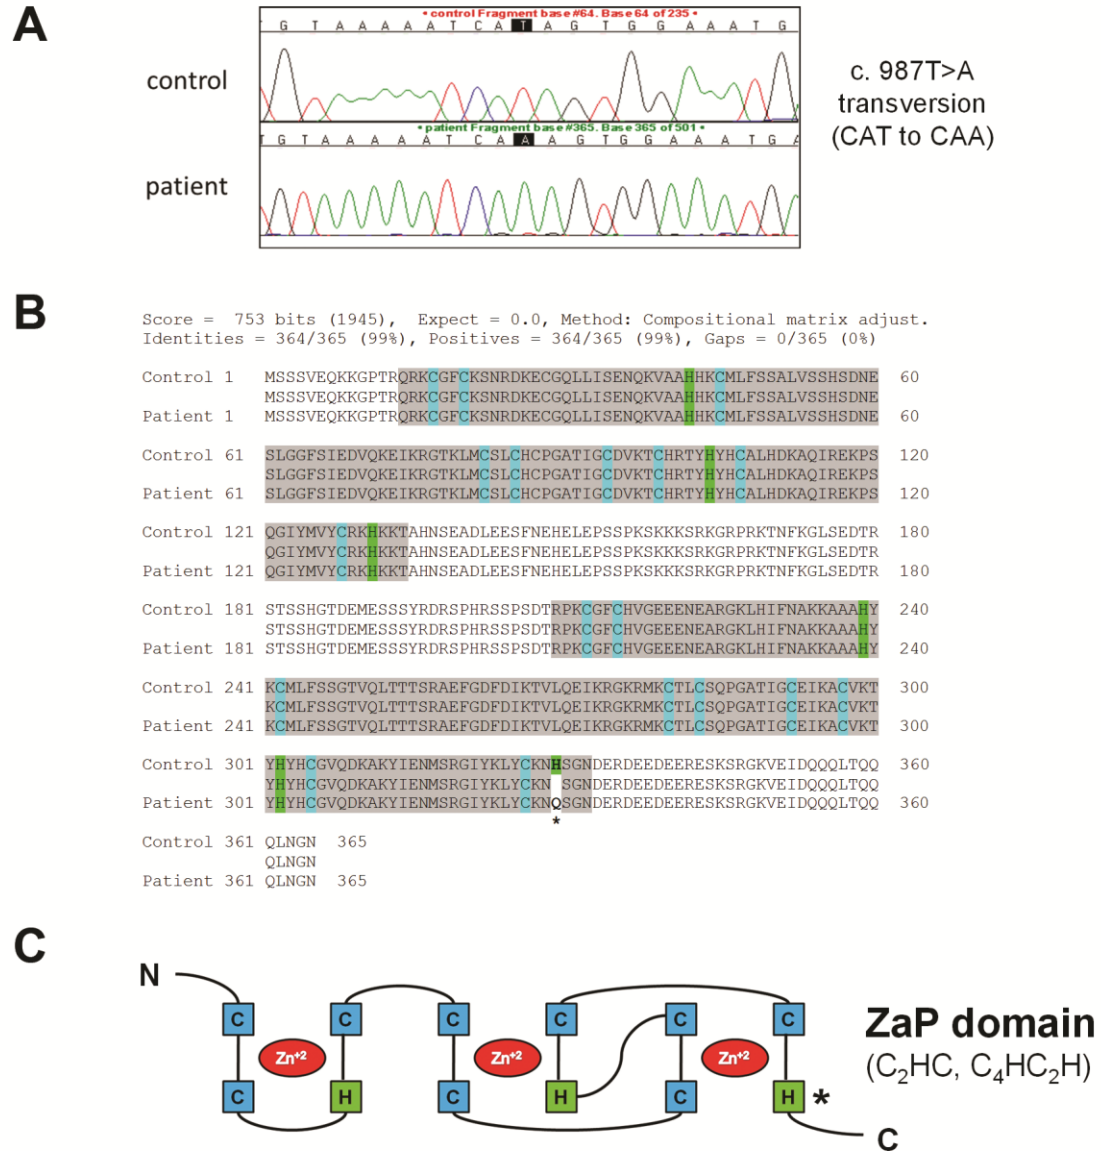 A
• control Fragment base #64. Base 64 of 235 •
G T A A A A A T C A T A G T G G A A A T G
control
• patient Fragment base #365. Base 365 of 501 •
T G T A A A A A T C A A A G T G G A A A T G A
patient
c. 987T>A
transversion
(CAT to CAA)
B
Score = 753 bits (1945), Expect = 0.0, Method: Compositional matrix adjust.
Identities = 364/365 (99%), Positives = 364/365 (99%), Gaps = 0/365 (0%)
Control 1 MSSSVEQKKGPTRQRKCGFCKSNRDKECGQLLISENQKVAAHHKCMLFSSALVSSHSDNE 60
MSSSVEQKKGPTRQRKCGFCKSNRDKECGQLLISENQKVAAHHKCMLFSSALVSSHSDNE
Patient 1 MSSSVEQKKGPTRQRKCGFCKSNRDKECGQLLISENQKVAAHHKCMLFSSALVSSHSDNE 60
Control 61 SLGGFSIEDVQKEIKRGTKLMCSLCHCPGATIGCDVKTCHRTYHYHCALHDKAQIREKPS 120
SLGGFSIEDVQKEIKRGTKLMCSLCHCPGATIGCDVKTCHRTYHYHCALHDKAQIREKPS
Patient 61 SLGGFSIEDVQKEIKRGTKLMCSLCHCPGATIGCDVKTCHRTYHYHCALHDKAQIREKPS 120
Control 121 QGIYMVYCRKHKKTAHNSEADLEESFNEHELEPSSPKSKKKSRKGRPRKTNFKGLSEDTR 180
QGIYMVYCRKHKKTAHNSEADLEESFNEHELEPSSPKSKKKSRKGRPRKTNFKGLSEDTR
Patient 121 QGIYMVYCRKHKKTAHNSEADLEESFNEHELEPSSPKSKKKSRKGRPRKTNFKGLSEDTR 180
Control 181 STSSHGTDEMESSSYRDRSPHRSSPSDTRPKCGFCHVGEEENEARGKLHIFNAKKAAAHY 240
STSSHGTDEMESSSYRDRSPHRSSPSDTRPKCGFCHVGEEENEARGKLHIFNAKKAAAHY
Patient 181 STSSHGTDEMESSSYRDRSPHRSSPSDTRPKCGFCHVGEEENEARGKLHIFNAKKAAAHY 240
Control 241 KCMLFSSGTVQLTTTSRAEFGDFDIKTVLQEIKRGKRMKCTLCSQPGATIGCEIKACVKT 300
KCMLFSSGTVQLTTTSRAEFGDFDIKTVLQEIKRGKRMKCTLCSQPGATIGCEIKACVKT
Patient 241 KCMLFSSGTVQLTTTSRAEFGDFDIKTVLQEIKRGKRMKCTLCSQPGATIGCEIKACVKT 300
Control 301 YHYHCGVQDKAKYIENMSRGIYKLYCKNHSGNDERDEEDEERESKSRGKVEIDQQQLTQQ 360
YHYHCGVQDKAKYIENMSRGIYKLYCKN SGNDERDEEDEERESKSRGKVEIDQQQLTQQ
Patient 301 YHYHCGVQDKAKYIENMSRGIYKLYCKNQSGNDERDEEDEERESKSRGKVEIDQQQLTQQ 360
*
Control 361 QLNGN 365
QLNGN
Patient 361 QLNGN 365
C
N
C C C C C C
Zn+2 Zn+2 Zn+2
C H C H C H *
C
ZaP domain
(C2HC, C4HC2H)